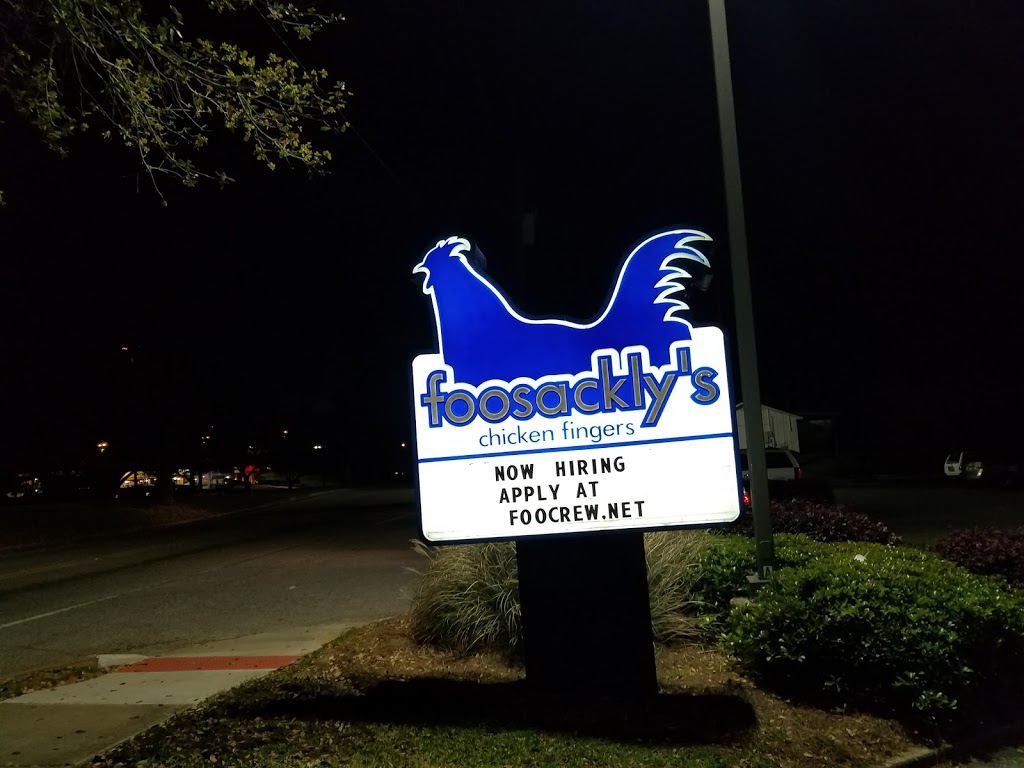 foosackly's
chicken fingers
NOW HIRING
APPLY AT
FOOCREW.NET